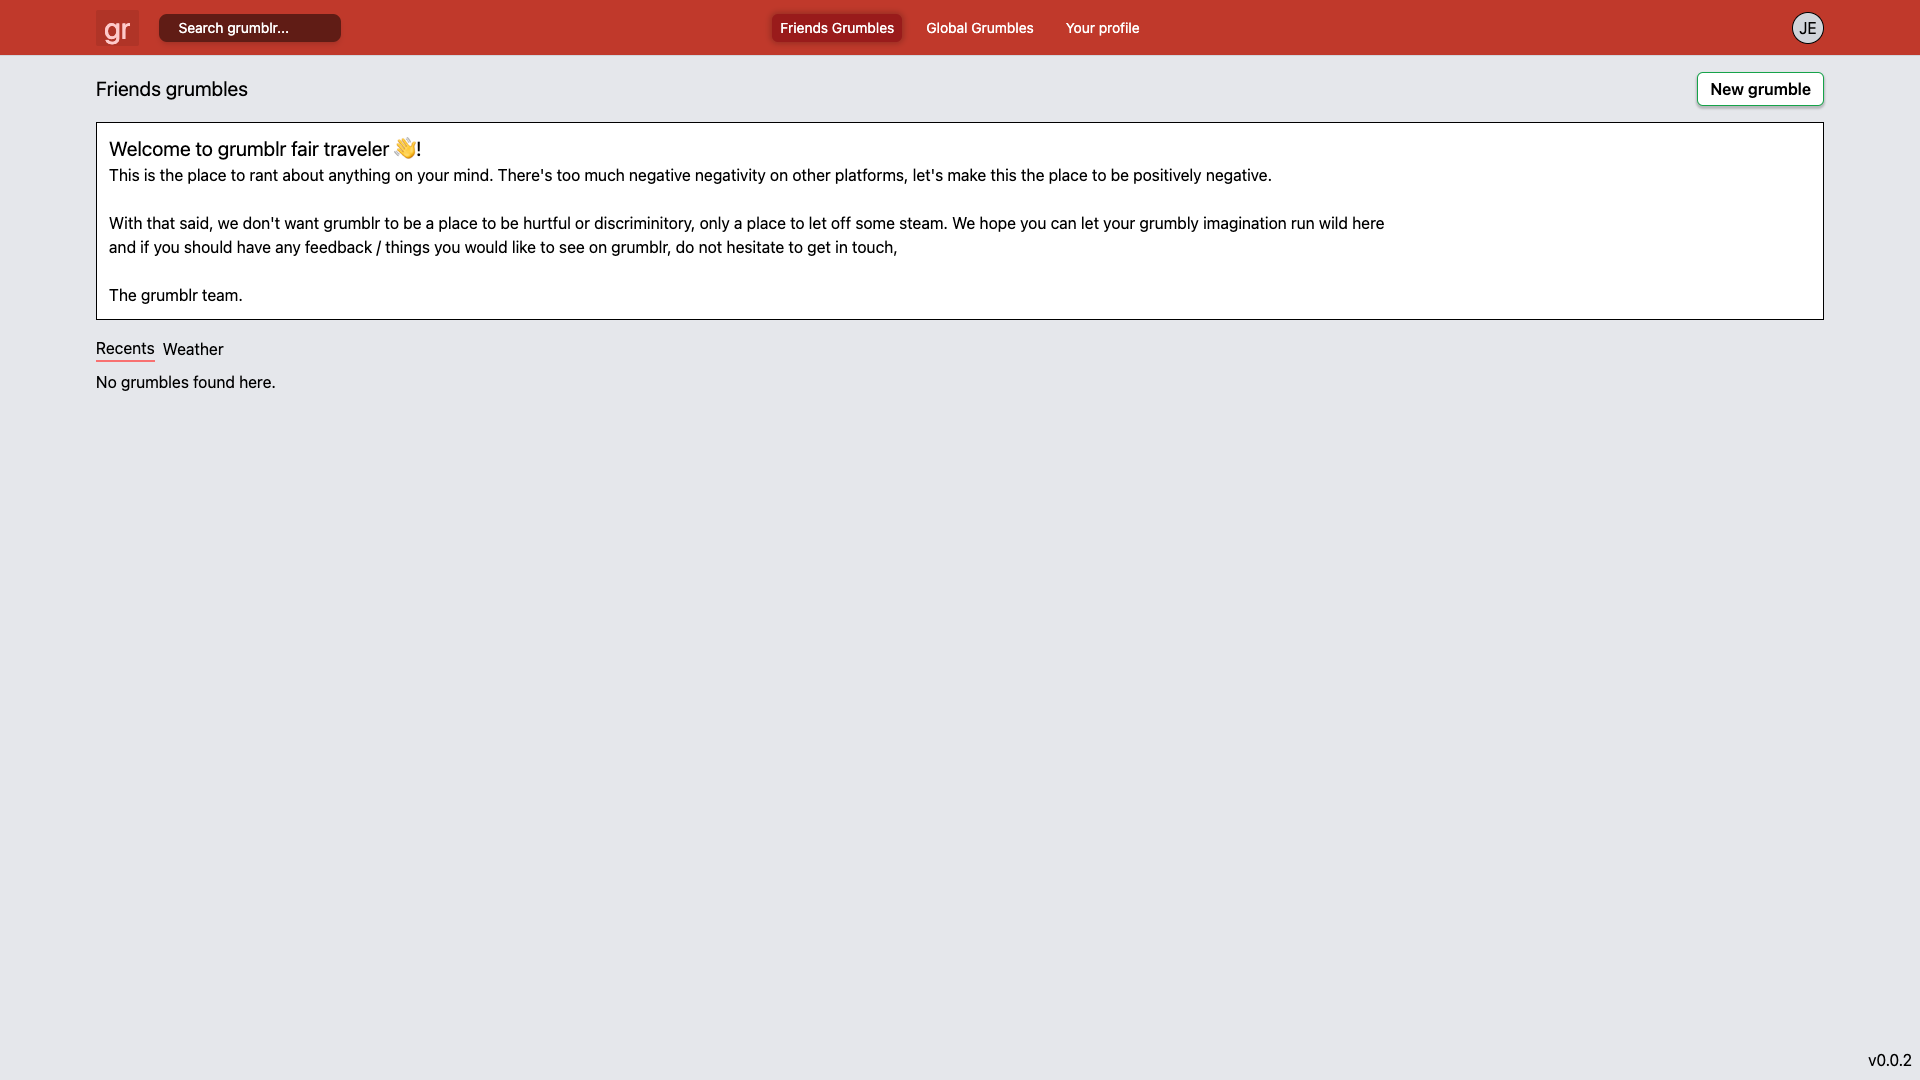 gr
Search grumblr...
Friends Grumbles
Global Grumbles
Your profile
JE
Friends grumbles
New grumble
Welcome to grumblr fair traveler 👋!
This is the place to rant about anything on your mind. There's too much negative negativity on other platforms, let's make this the place to be positively negative.
With that said, we don't want grumblr to be a place to be hurtful or discriminitory, only a place to let off some steam. We hope you can let your grumbly imagination run wild here
and if you should have any feedback / things you would like to see on grumblr, do not hesitate to get in touch,
The grumblr team.
Recents
Weather
No grumbles found here.
v0.0.2